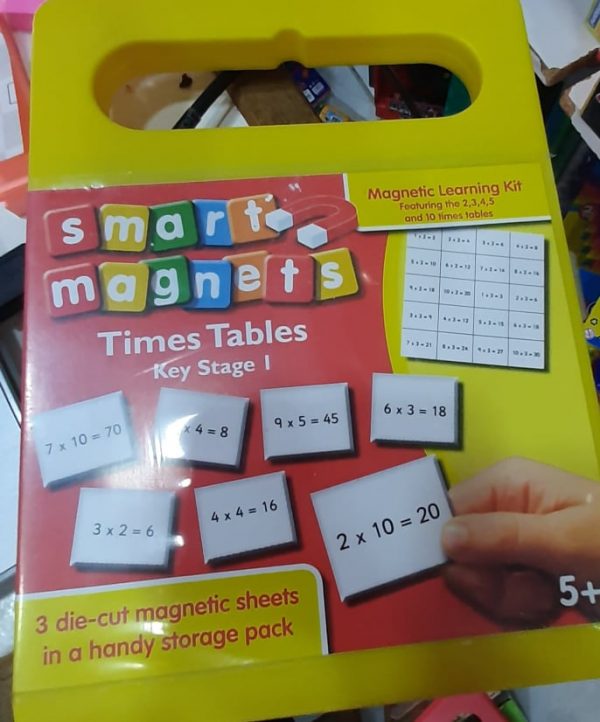 Magnetic Learning Kit
Featuring the 2,3,4,5
and 10 times tables
smart
magnets
Times Tables
Key Stage 1
7 x 10 = 70
x 4 = 8
9 x 5 = 45
6 x 3 = 18
3 x 2 = 6
4 x 4 = 16
2 x 10 = 20
3 die-cut magnetic sheets
in a handy storage pack
5+